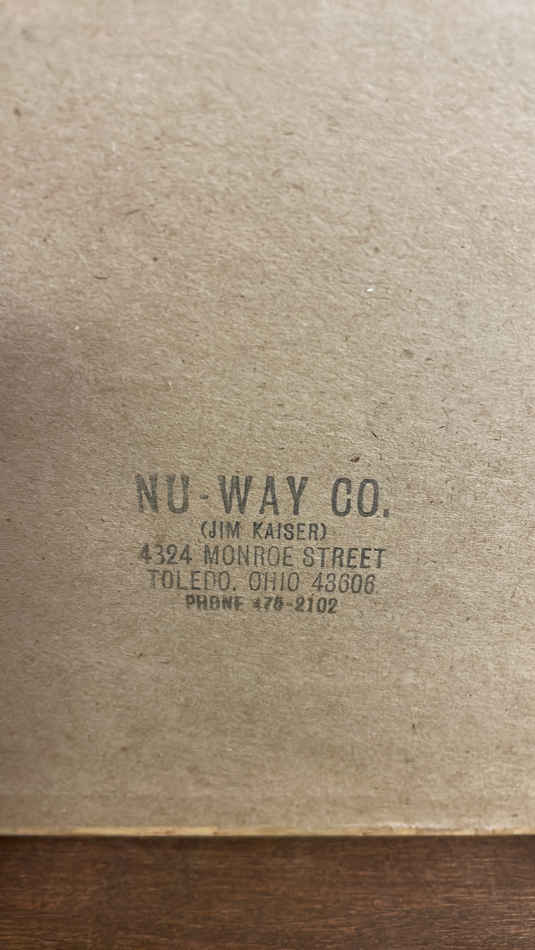 NU-WAY CO.
(JIM KAISER)
4324 MONROE STREET
TOLEDO, OHIO 43606
PHONE 475-2102